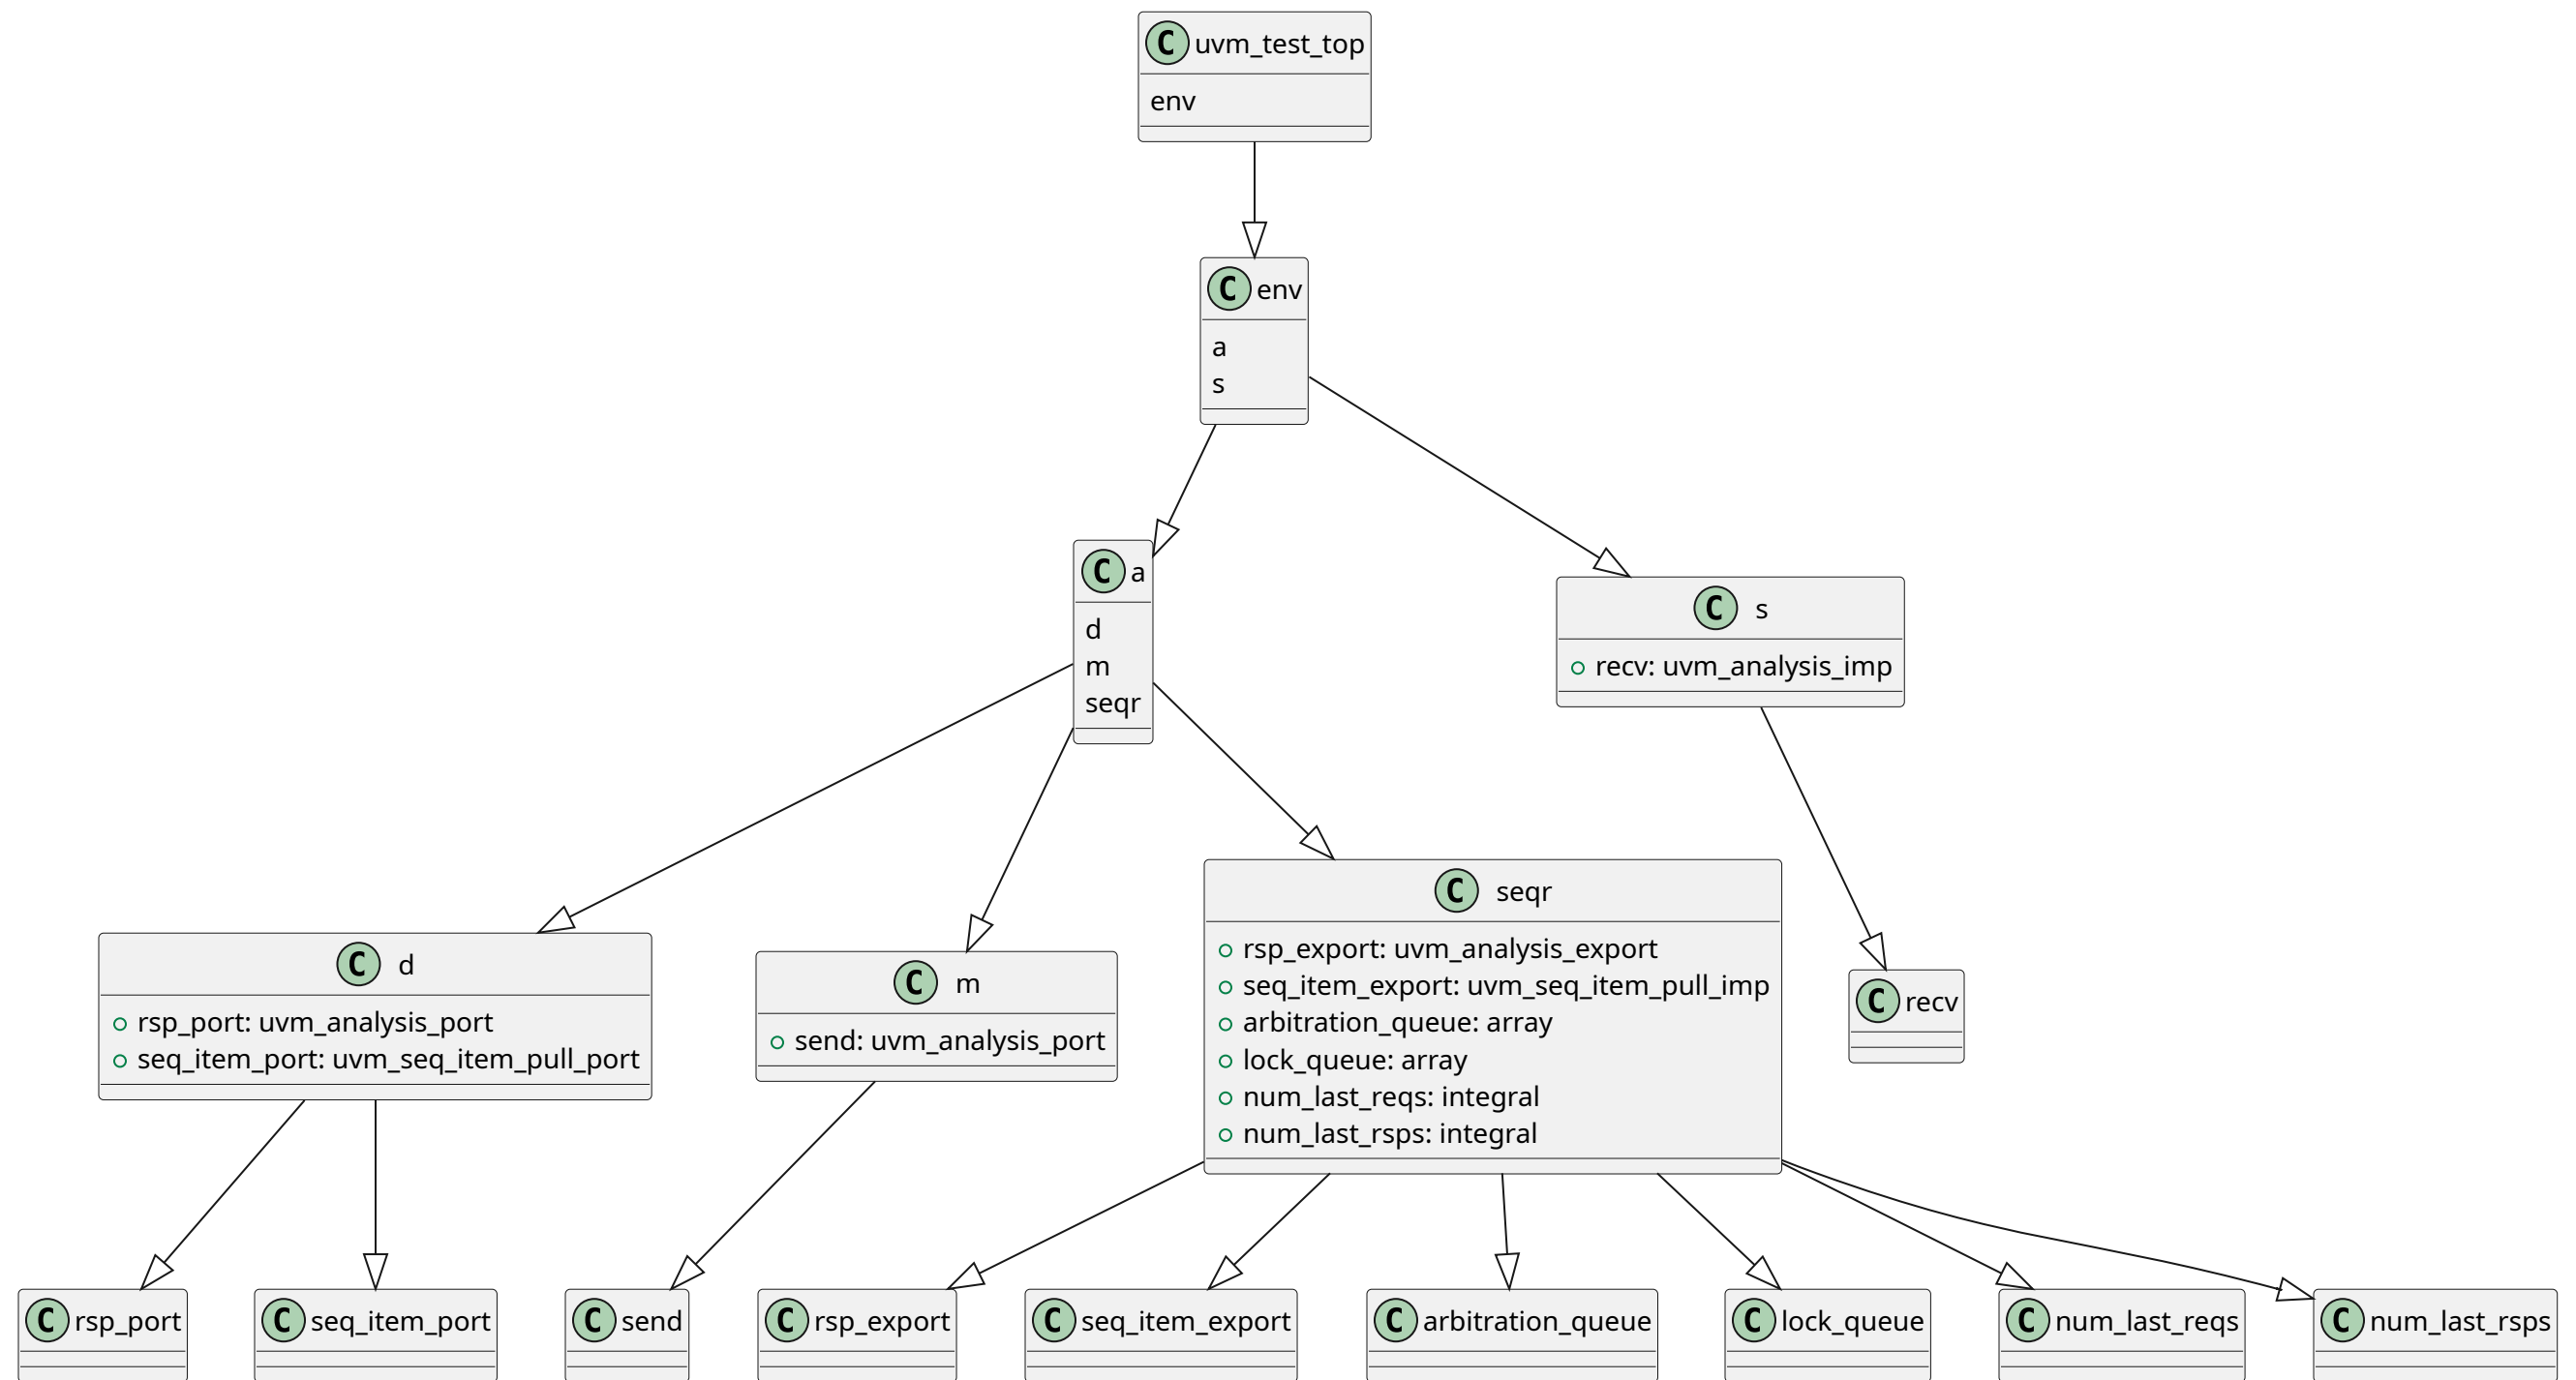 C uvm_test_top
env
C env
a
s
C a
d
m
seqr
C s
recv: uvm_analysis_imp
C d
rsp_port: uvm_analysis_port
seq_item_port: uvm_seq_item_pull_port
C m
send: uvm_analysis_port
C seqr
rsp_export: uvm_analysis_export
seq_item_export: uvm_seq_item_pull_imp
arbitration_queue: array
lock_queue: array
num_last_reqs: integral
num_last_rsps: integral
C recv
C rsp_port
C seq_item_port
C send
C rsp_export
C seq_item_export
C arbitration_queue
C lock_queue
C num_last_reqs
C num_last_rsps